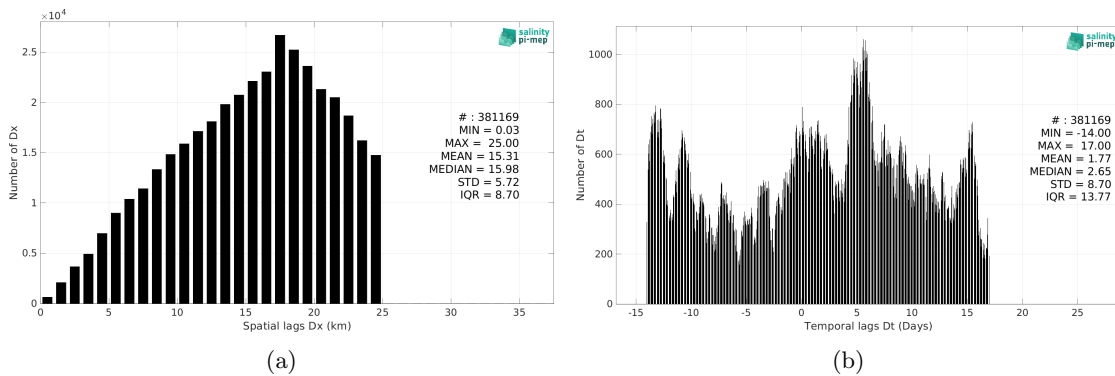 ×10⁴
salinity
pi-mep
2.5
2
1.5
1
0.5
0
Number of Dx
# : 381169
MIN = 0.03
MAX = 25.00
MEAN = 15.31
MEDIAN = 15.98
STD = 5.72
IQR = 8.70
0 5 10 15 20 25 30 35
Spatial lags Dx (km)
(a)
salinity
pi-mep
1000
800
600
400
200
0
Number of Dt
# : 381169
MIN = -14.00
MAX = 17.00
MEAN = 1.77
MEDIAN = 2.65
STD = 8.70
IQR = 13.77
-15 -10 -5 0 5 10 15 20 25
Temporal lags Dt (Days)
(b)